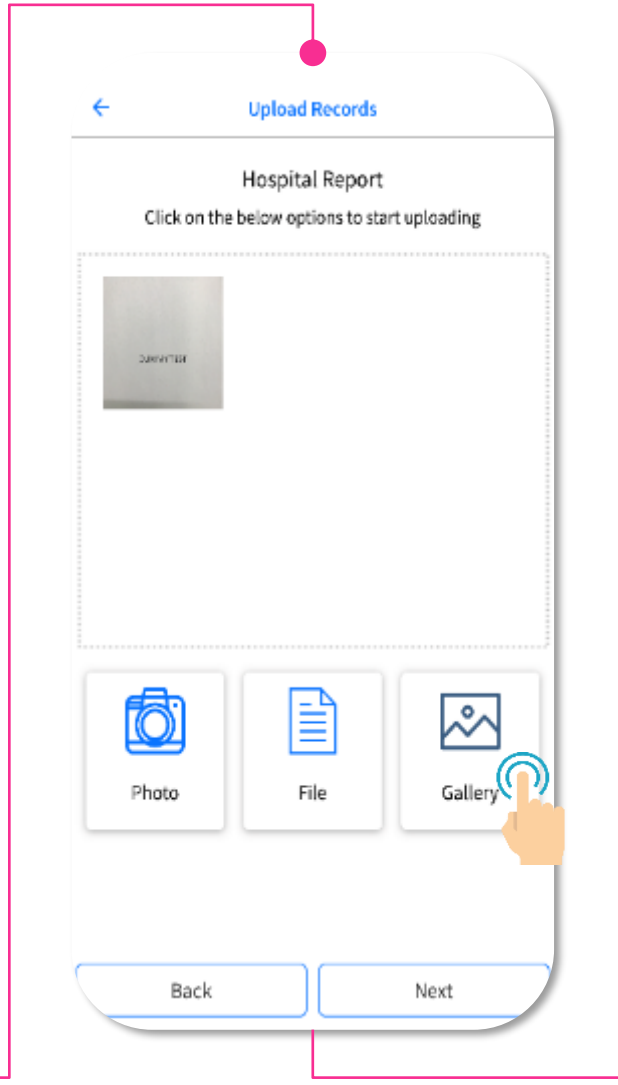 Upload Records
Hospital Report
Click on the below options to start uploading
Photo
File
Gallery
Back
Next